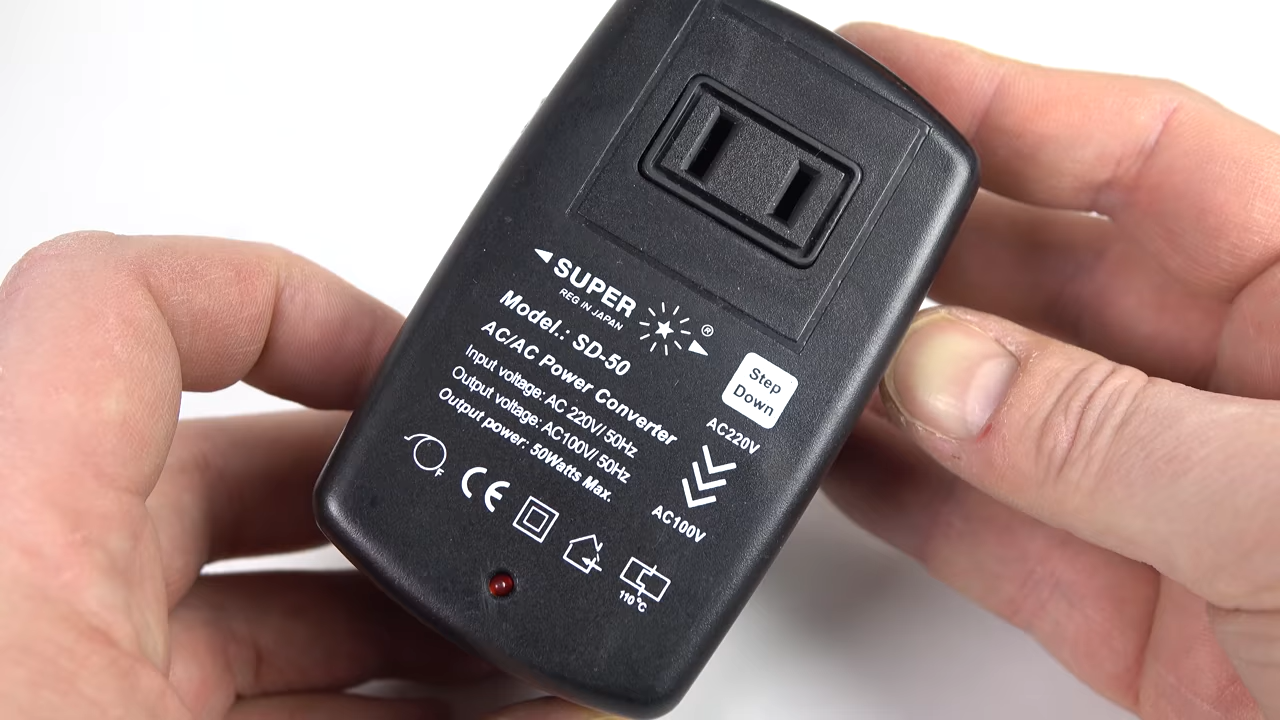 SUPER
REG IN JAPAN
®
Model.: SD-50
AC/AC Power Converter
Input voltage: AC 220V/ 50Hz
Output voltage: AC100V/ 50Hz
Output power: 50Watts Max.
Step
Down
AC220V
AC100V
F
CE
110°C